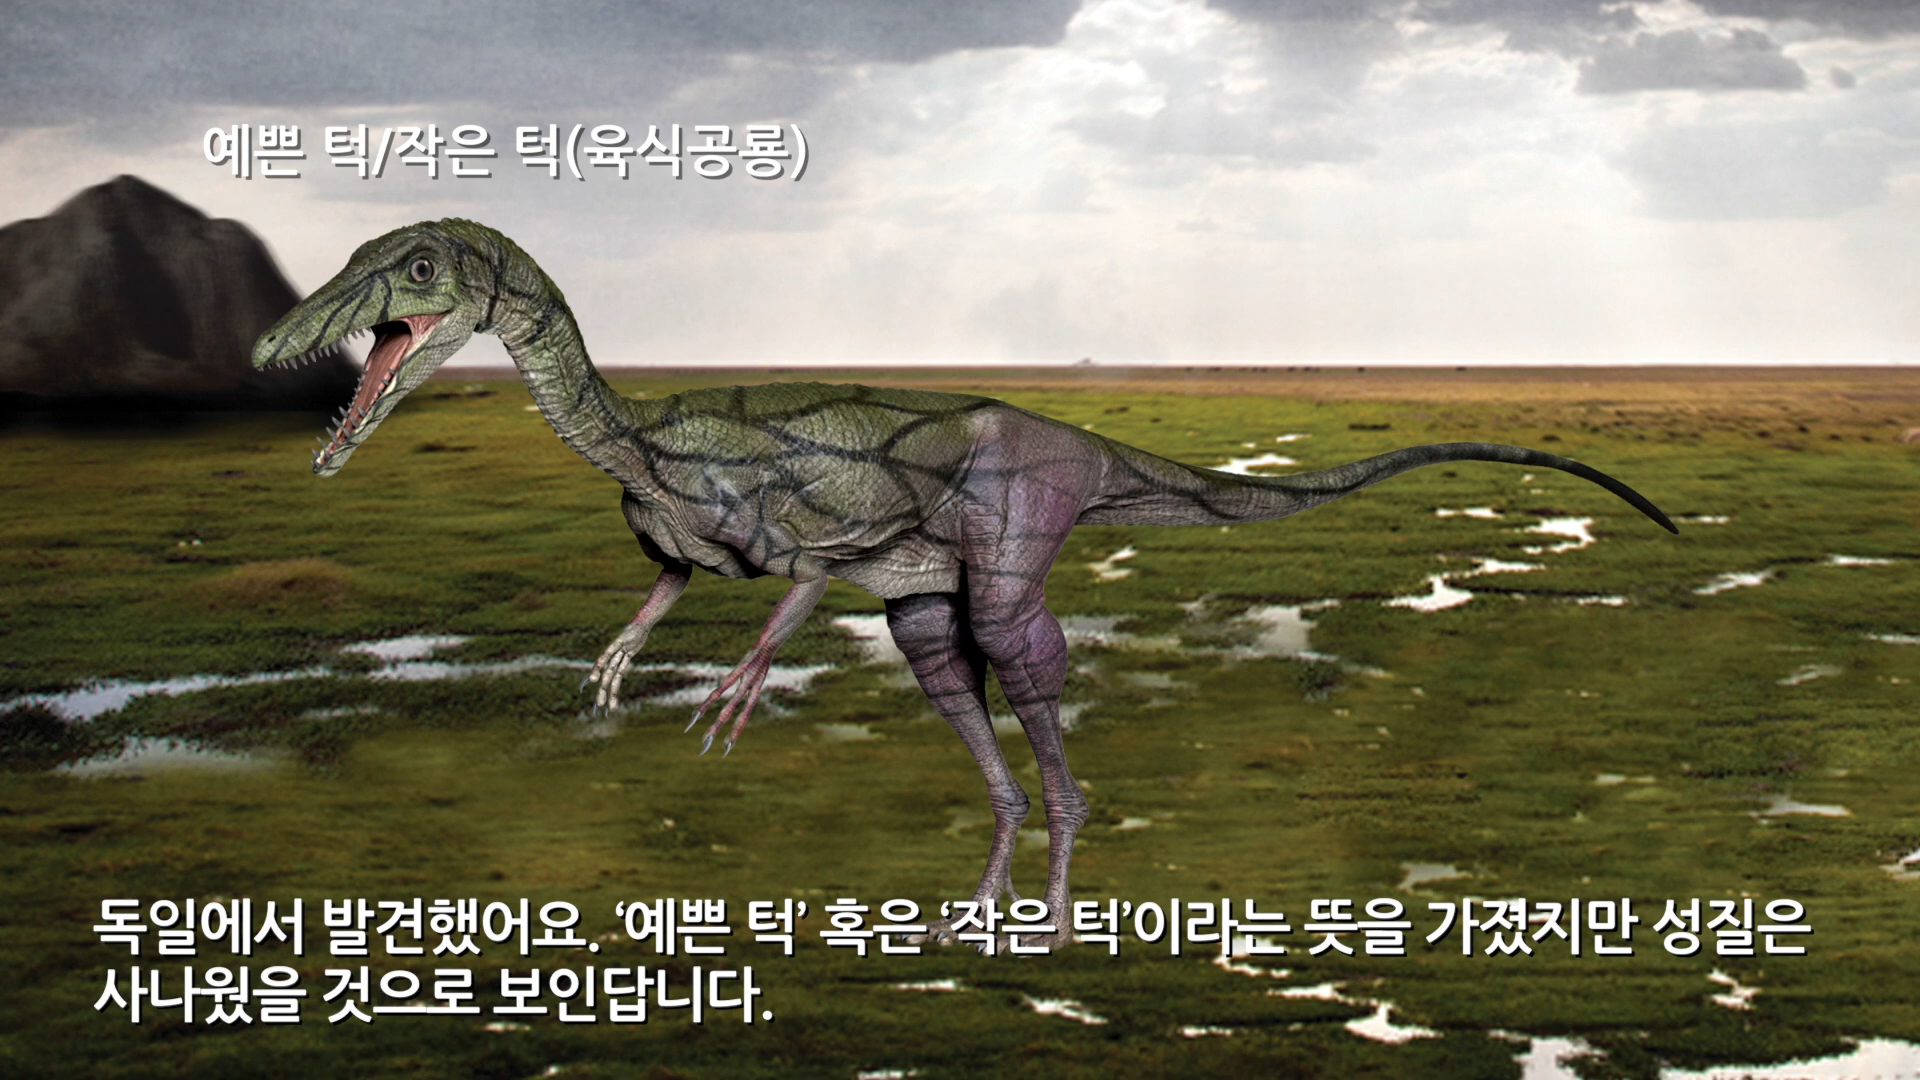 예쁜 턱/작은 턱(육식공룡)
독일에서 발견했어요. ‘예쁜 턱’ 혹은 ‘작은 턱’이라는 뜻을 가졌지만 성질은
사나웠을 것으로 보인답니다.